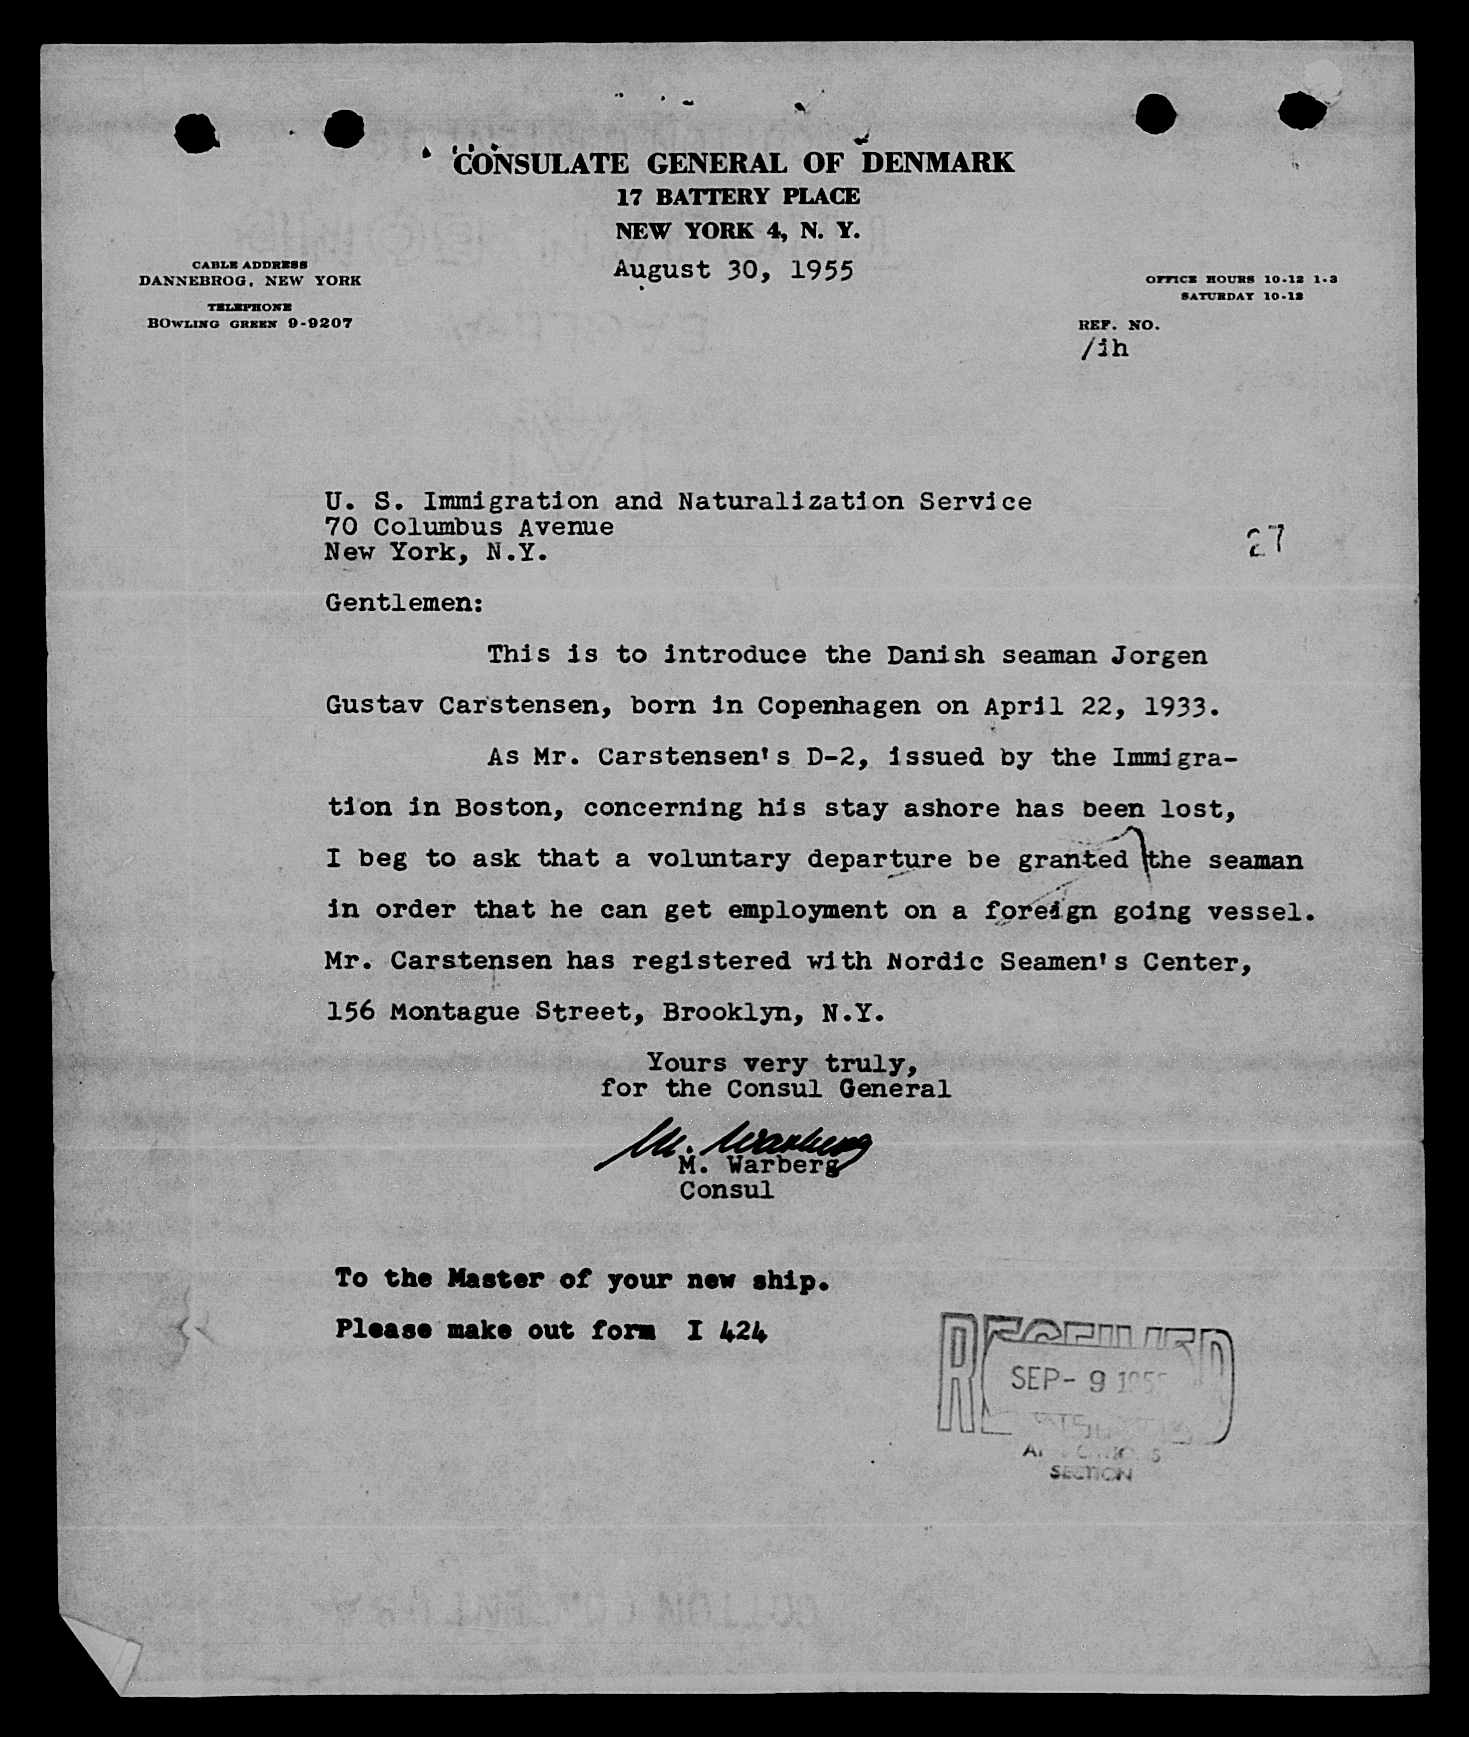 CONSULATE GENERAL OF DENMARK
17 BATTERY PLACE
NEW YORK 4, N. Y.
August 30, 1955
CABLE ADDRESS
DANNEBROG, NEW YORK
TELEPHONE
BOWLING GREEN 9-9207
OFFICE HOURS 10-12 1-3
SATURDAY 10-12
REF. NO.
/ih
U. S. Immigration and Naturalization Service
70 Columbus Avenue
New York, N.Y.
27
Gentlemen:
This is to introduce the Danish seaman Jorgen
Gustav Carstensen, born in Copenhagen on April 22, 1933.
As Mr. Carstensen's D-2, issued by the Immigra-
tion in Boston, concerning his stay ashore has been lost,
I beg to ask that a voluntary departure be granted the seaman
in order that he can get employment on a foreign going vessel.
Mr. Carstensen has registered with Nordic Seamen's Center,
156 Montague Street, Brooklyn, N.Y.
Yours very truly,
for the Consul General
M. Warberg
M. Warberg
Consul
To the Master of your new ship.
Please make out form I 424
RECEIVED
SEP- 9 1955
SECTION